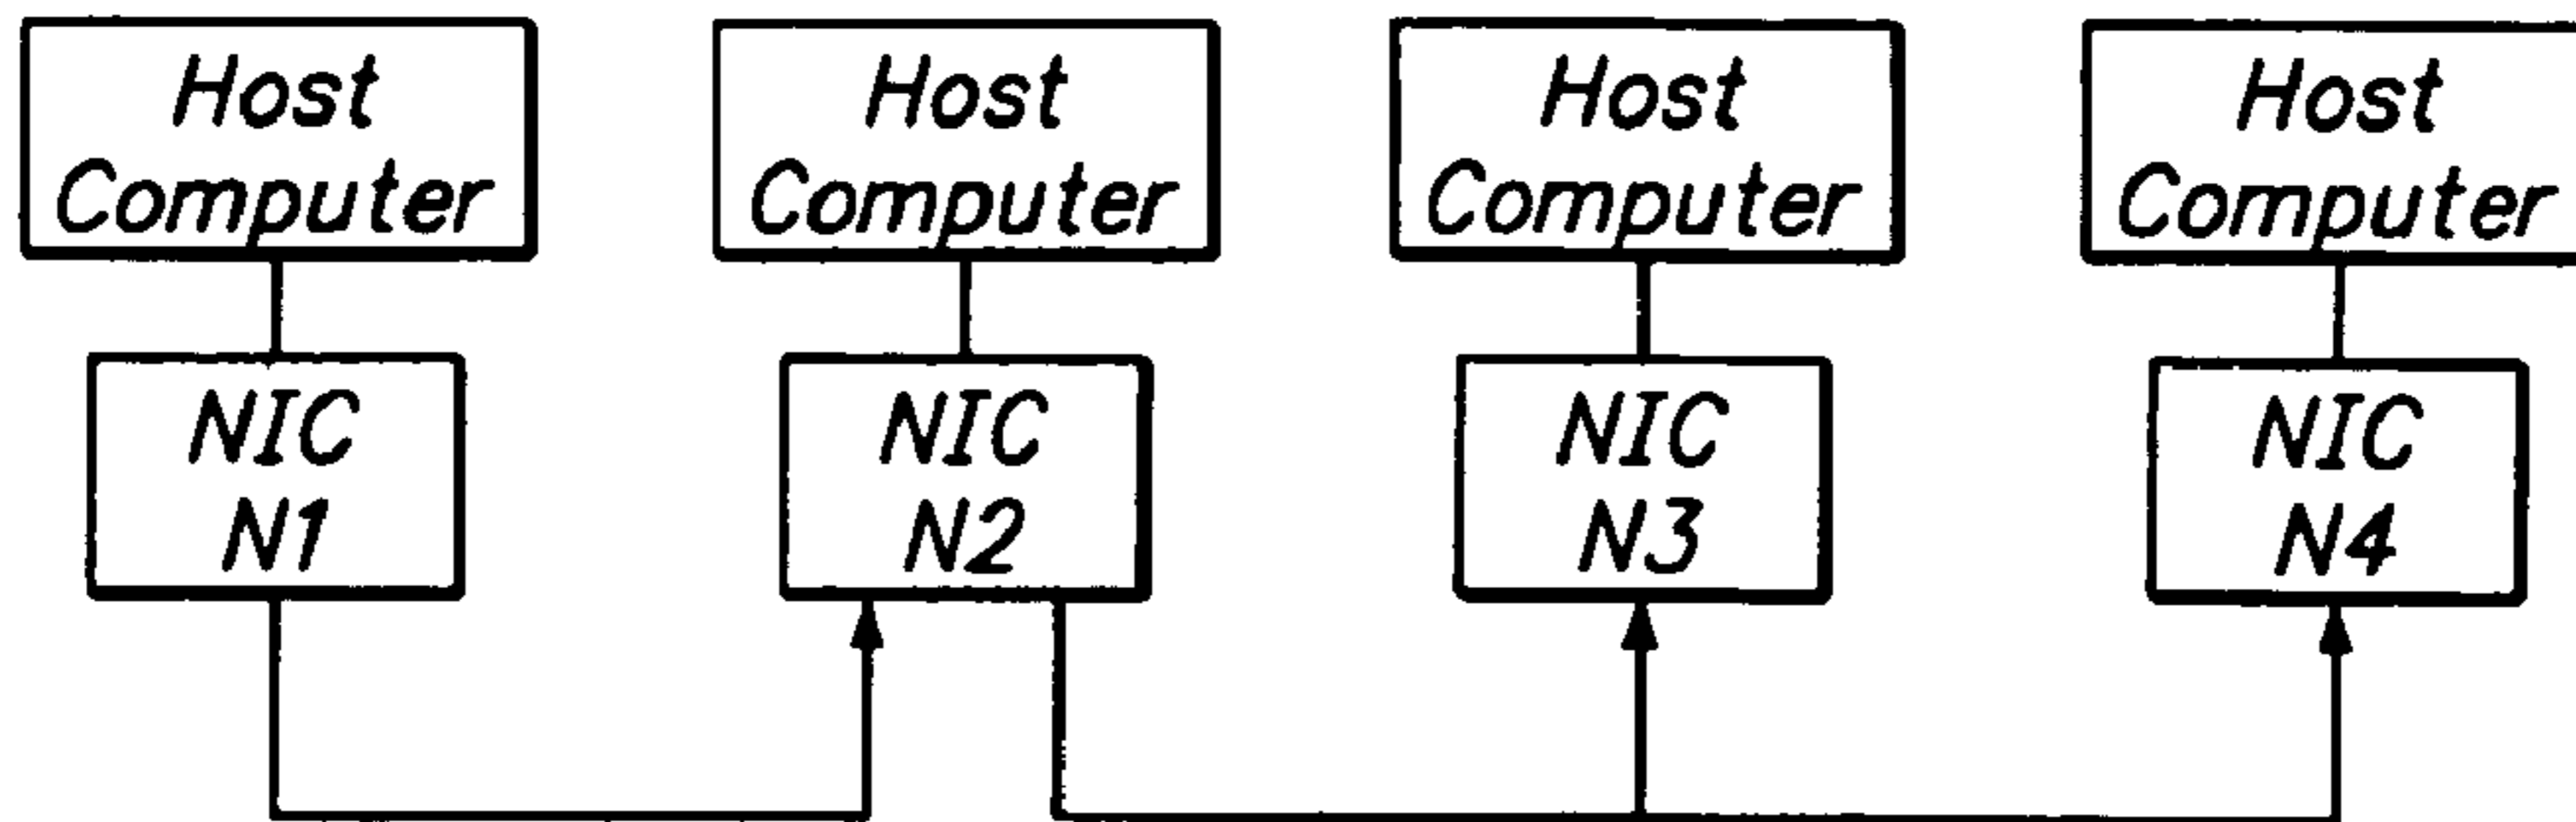 Host
Computer
Host
Computer
Host
Computer
Host
Computer
NIC
N1
NIC
N2
NIC
N3
NIC
N4